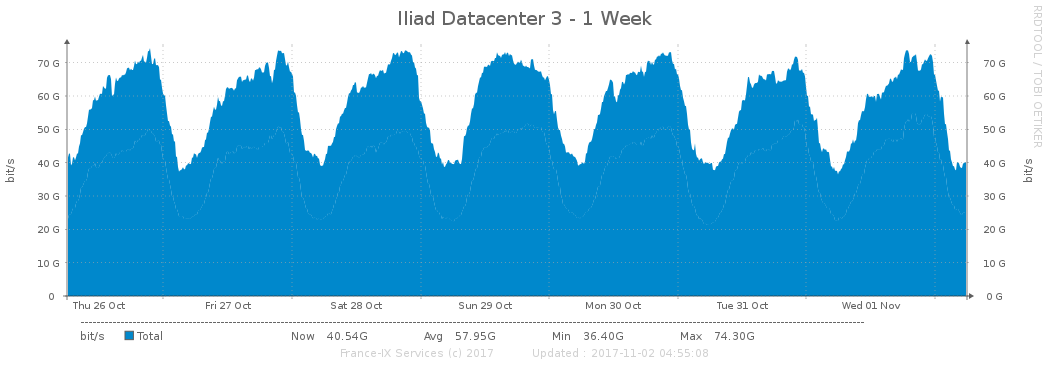 Iliad Datacenter 3 - 1 Week
RRDTOOL / TOBI OETIKER
bit/s
70 G 70 G
60 G 60 G
50 G 50 G
40 G 40 G
30 G 30 G
20 G 20 G
10 G 10 G
0 0 G
bit/s
Thu 26 Oct Fri 27 Oct Sat 28 Oct Sun 29 Oct Mon 30 Oct Tue 31 Oct Wed 01 Nov
bit/s Total Now 40.54G Avg 57.95G Min 36.40G Max 74.30G
France-IX Services (c) 2017 Updated : 2017-11-02 04:55:08